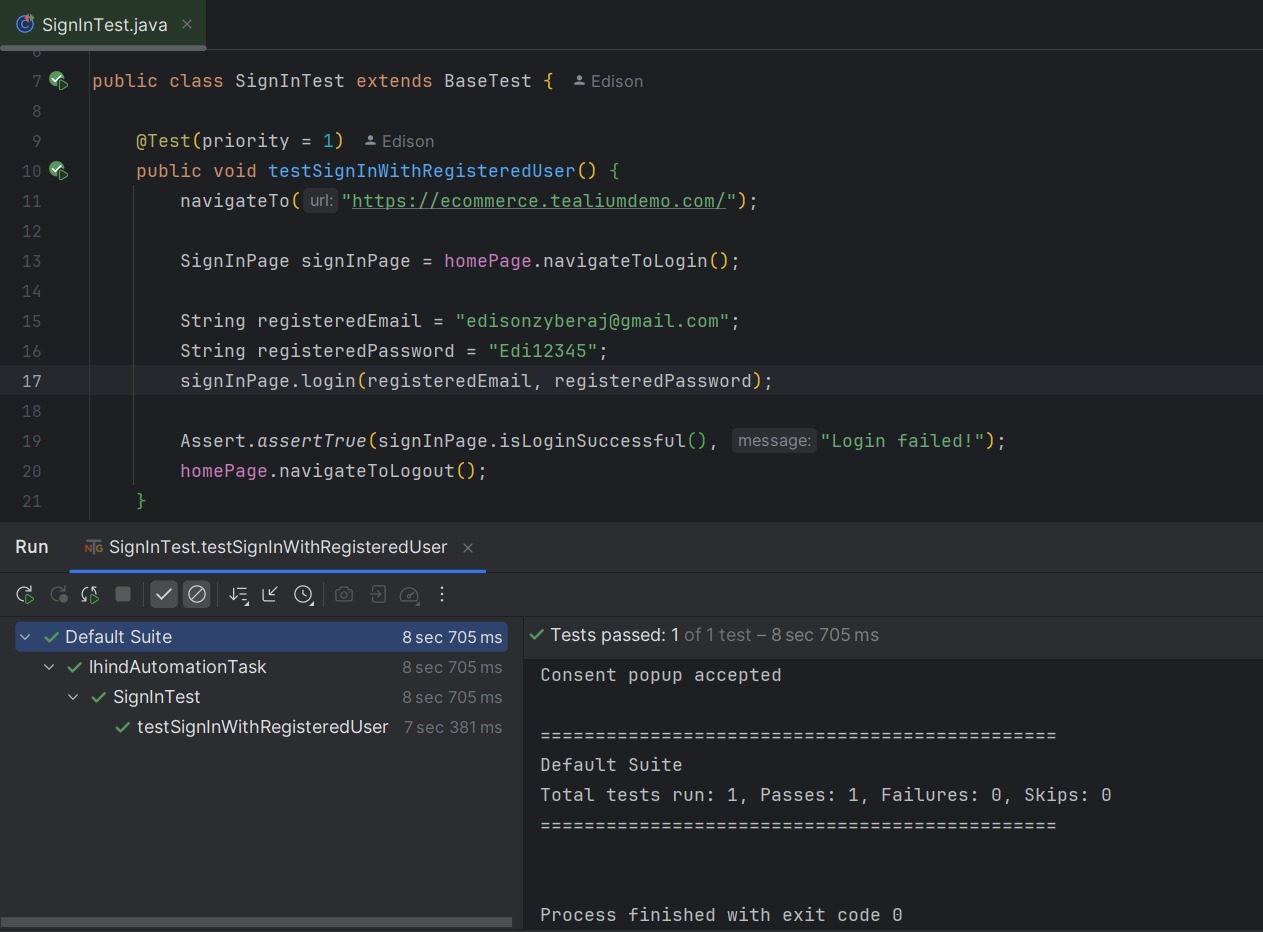 SignInTest.java
6
7 public class SignInTest extends BaseTest { Edison
8
9 @Test(priority = 1) Edison
10 public void testSignInWithRegisteredUser() {
11 navigateTo( url: "https://ecommerce.tealiumdemo.com/");
12
13 SignInPage signInPage = homePage.navigateToLogin();
14
15 String registeredEmail = "edisonzyberaj@gmail.com";
16 String registeredPassword = "Edi12345";
17 signInPage.login(registeredEmail, registeredPassword);
18
19 Assert.assertTrue(signInPage.isLoginSuccessful(), message: "Login failed!");
20 homePage.navigateToLogout();
21 }
Run NG SignInTest.testSignInWithRegisteredUser
Default Suite 8 sec 705 ms
lhindAutomationTask 8 sec 705 ms
SignInTest 8 sec 705 ms
testSignInWithRegisteredUser 7 sec 381 ms
Tests passed: 1 of 1 test – 8 sec 705 ms
Consent popup accepted
===============================================
Default Suite
Total tests run: 1, Passes: 1, Failures: 0, Skips: 0
===============================================
Process finished with exit code 0